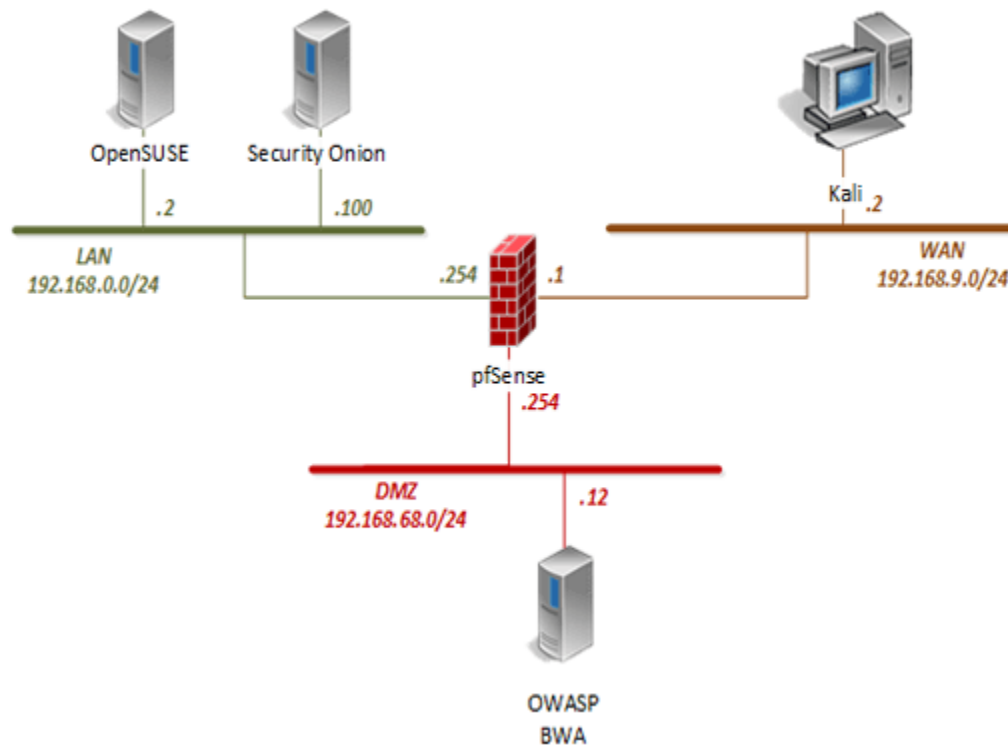 OpenSUSE
Security Onion
.2
.100
LAN
192.168.0.0/24
.254
Kali
.2
WAN
192.168.9.0/24
.1
pfSense
.254
DMZ
192.168.68.0/24
.12
OWASP
BWA